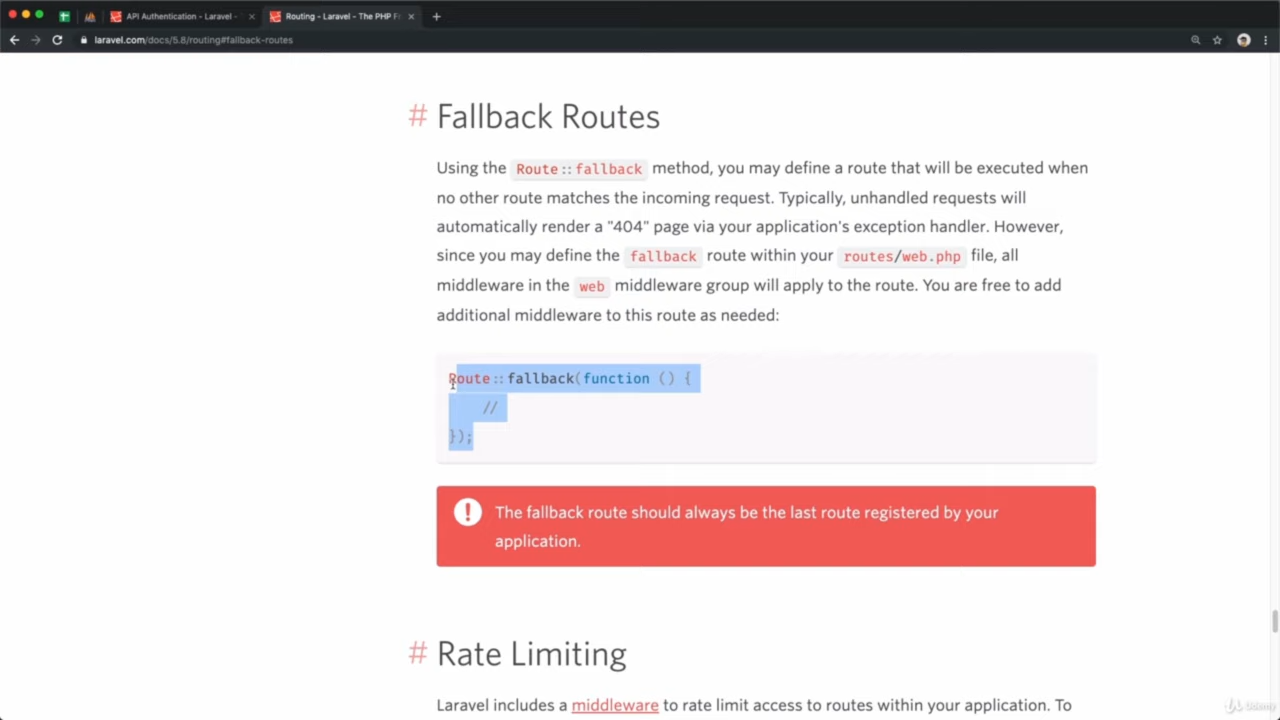 API Authentication - Laravel -
Routing - Laravel - The PHP Fr
laravel.com/docs/5.8/routing#fallback-routes
# Fallback Routes
Using the Route::fallback method, you may define a route that will be executed when
no other route matches the incoming request. Typically, unhandled requests will
automatically render a "404" page via your application's exception handler. However,
since you may define the fallback route within your routes/web.php file, all
middleware in the web middleware group will apply to the route. You are free to add
additional middleware to this route as needed:
Route::fallback(function () {
//
});
! The fallback route should always be the last route registered by your
application.
# Rate Limiting
Laravel includes a middleware to rate limit access to routes within your application. To
Udemy